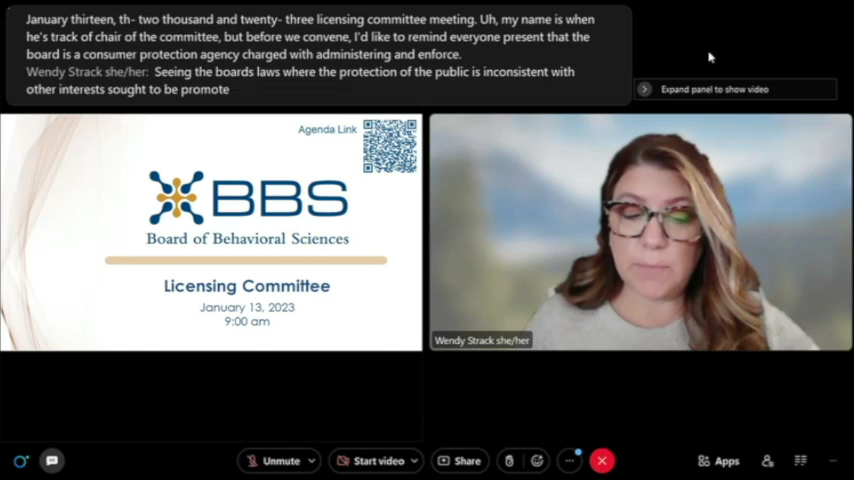 January thirteen, th- two thousand and twenty- three licensing committee meeting. Uh, my name is when
he's track of chair of the committee, but before we convene, I'd like to remind everyone present that the
board is a consumer protection agency charged with administering and enforce.
Wendy Strack she/her: Seeing the boards laws where the protection of the public is inconsistent with
other interests sought to be promote
Expand panel to show video
Agenda Link
BBS
Board of Behavioral Sciences
Licensing Committee
January 13, 2023
9:00 am
Wendy Strack she/her
Unmute
Start video
Share
Apps